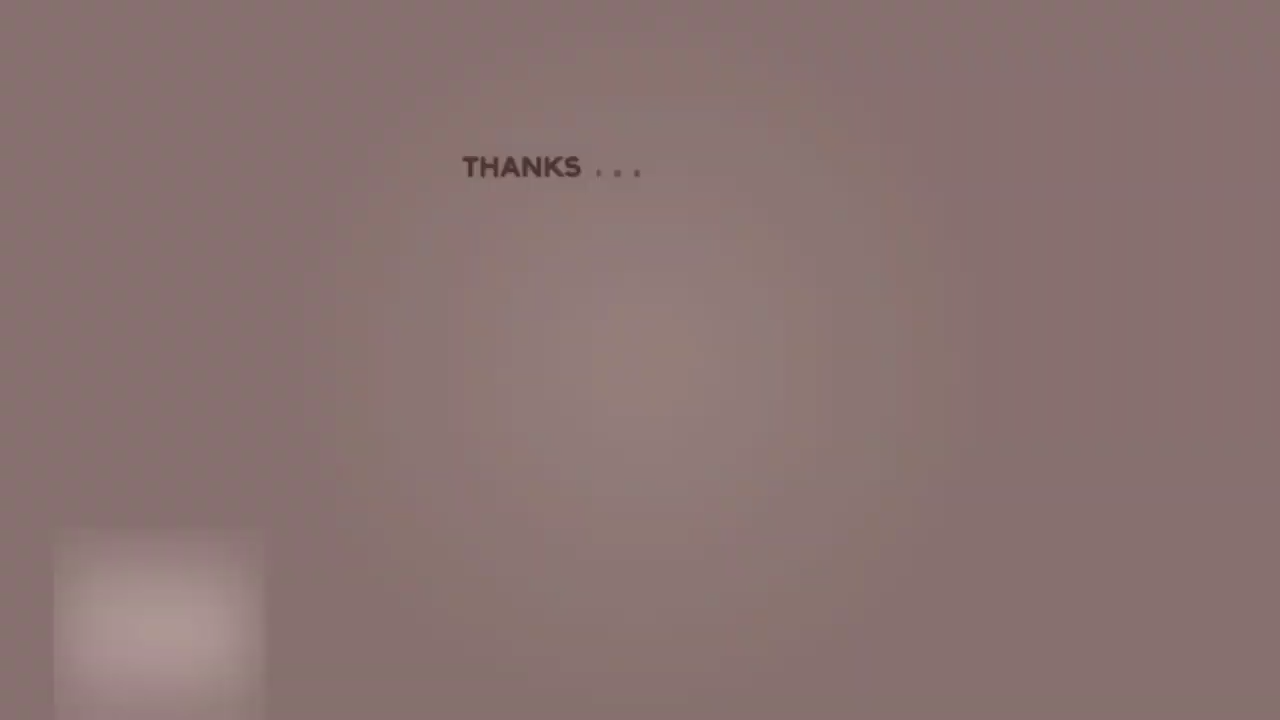 THANKS . . .